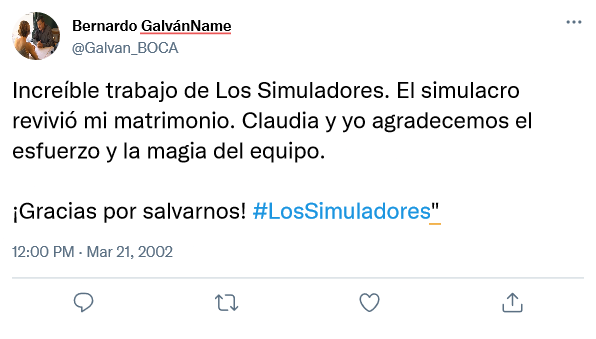 Bernardo GalvánName
@Galvan_BOCA
Increíble trabajo de Los Simuladores. El simulacro
revivió mi matrimonio. Claudia y yo agradecemos el
esfuerzo y la magia del equipo.
¡Gracias por salvarnos! #LosSimuladores"
12:00 PM · Mar 21, 2002